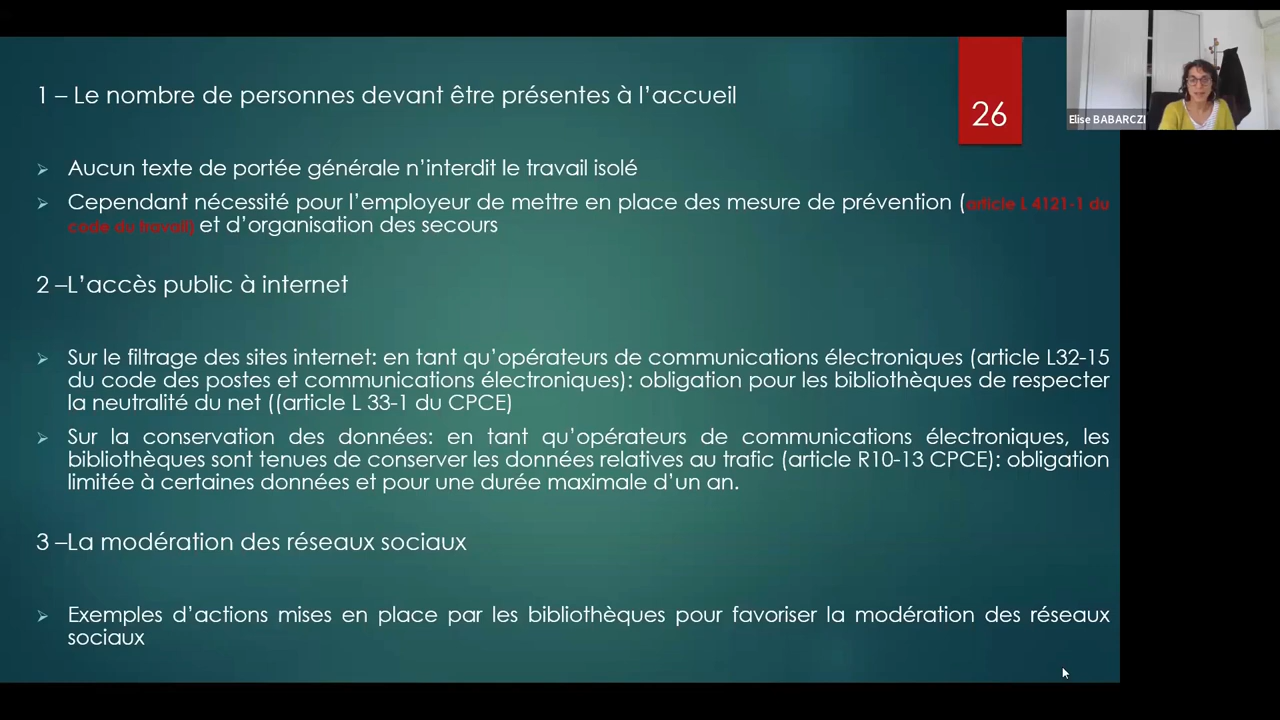 1 – Le nombre de personnes devant être présentes à l’accueil
26
Elise BABARCZI
Aucun texte de portée générale n’interdit le travail isolé
Cependant nécessité pour l’employeur de mettre en place des mesure de prévention (article L 4121-1 du
code du travail) et d’organisation des secours
2 –L’accès public à internet
Sur le filtrage des sites internet: en tant qu’opérateurs de communications électroniques (article L32-15
du code des postes et communications électroniques): obligation pour les bibliothèques de respecter
la neutralité du net ((article L 33-1 du CPCE)
Sur la conservation des données: en tant qu’opérateurs de communications électroniques, les
bibliothèques sont tenues de conserver les données relatives au trafic (article R10-13 CPCE): obligation
limitée à certaines données et pour une durée maximale d’un an.
3 –La modération des réseaux sociaux
Exemples d’actions mises en place par les bibliothèques pour favoriser la modération des réseaux
sociaux